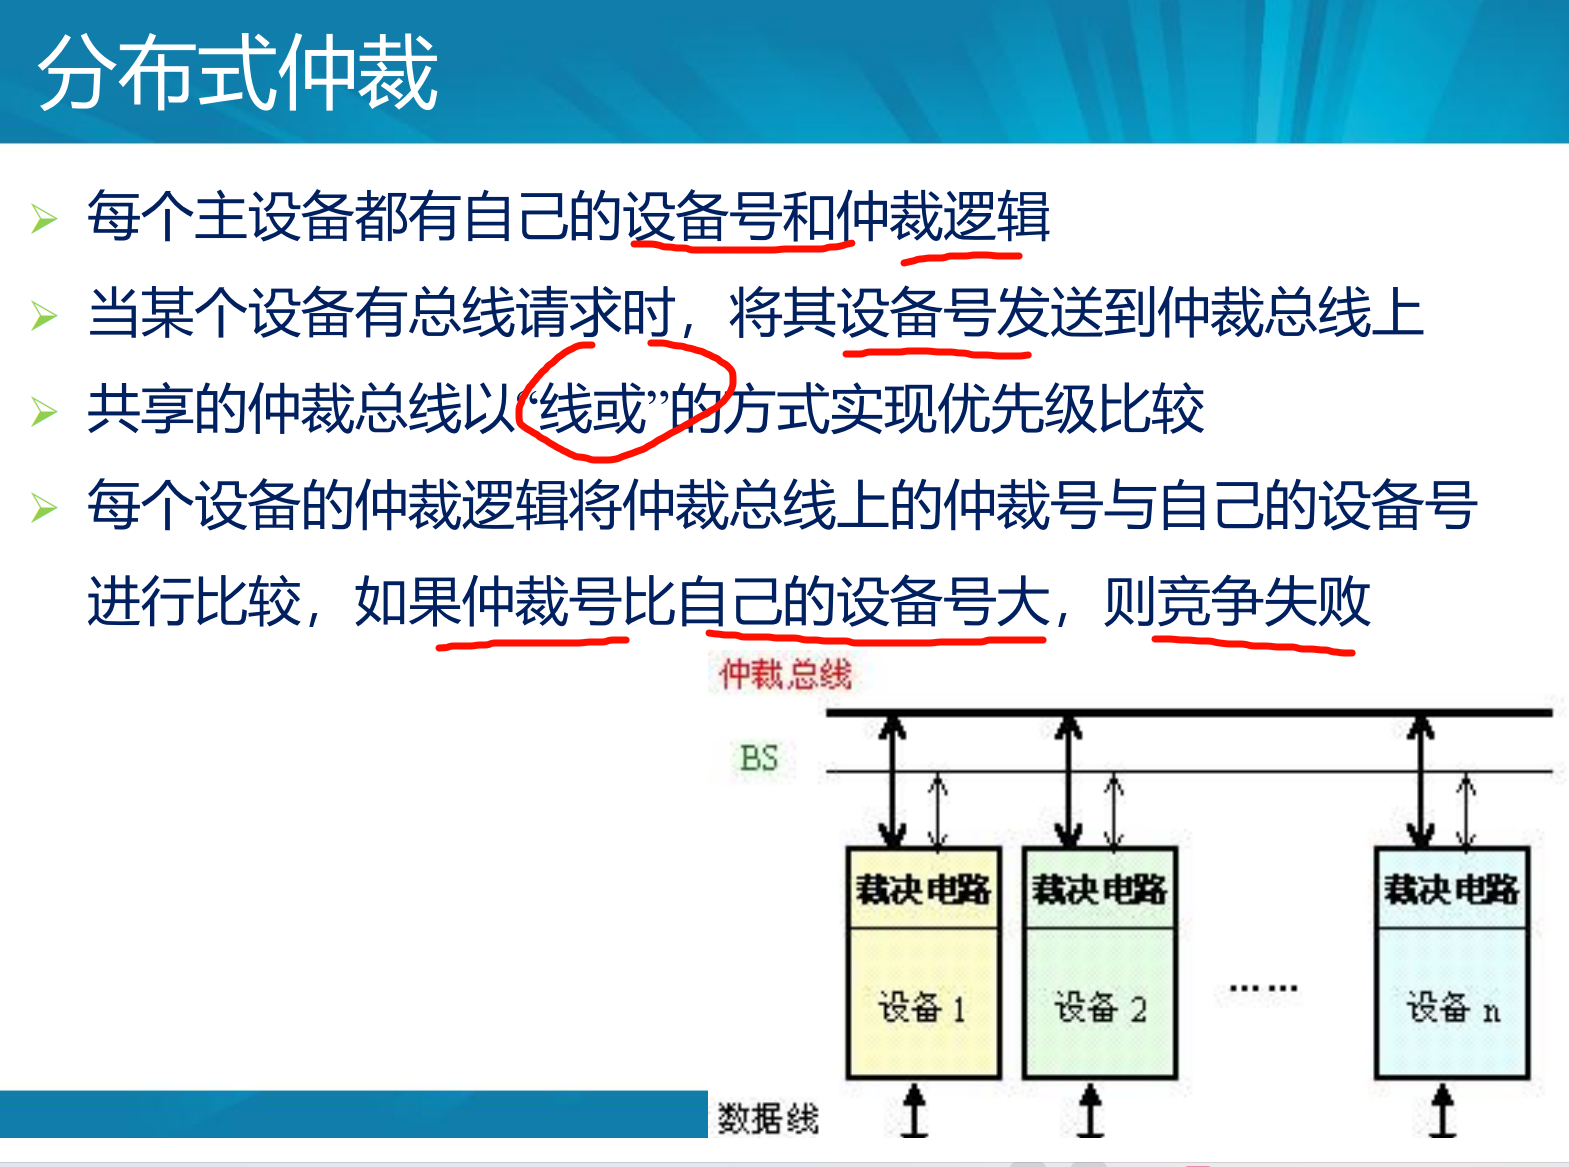 分布式仲裁
每个主设备都有自己的设备号和仲裁逻辑
当某个设备有总线请求时，将其设备号发送到仲裁总线上
共享的仲裁总线以“线或”的方式实现优先级比较
每个设备的仲裁逻辑将仲裁总线上的仲裁号与自己的设备号
进行比较，如果仲裁号比自己的设备号大，则竞争失败
仲裁总线
BS
裁决电路 裁决电路 裁决电路
设备 1 设备 2 …… 设备 n
数据线